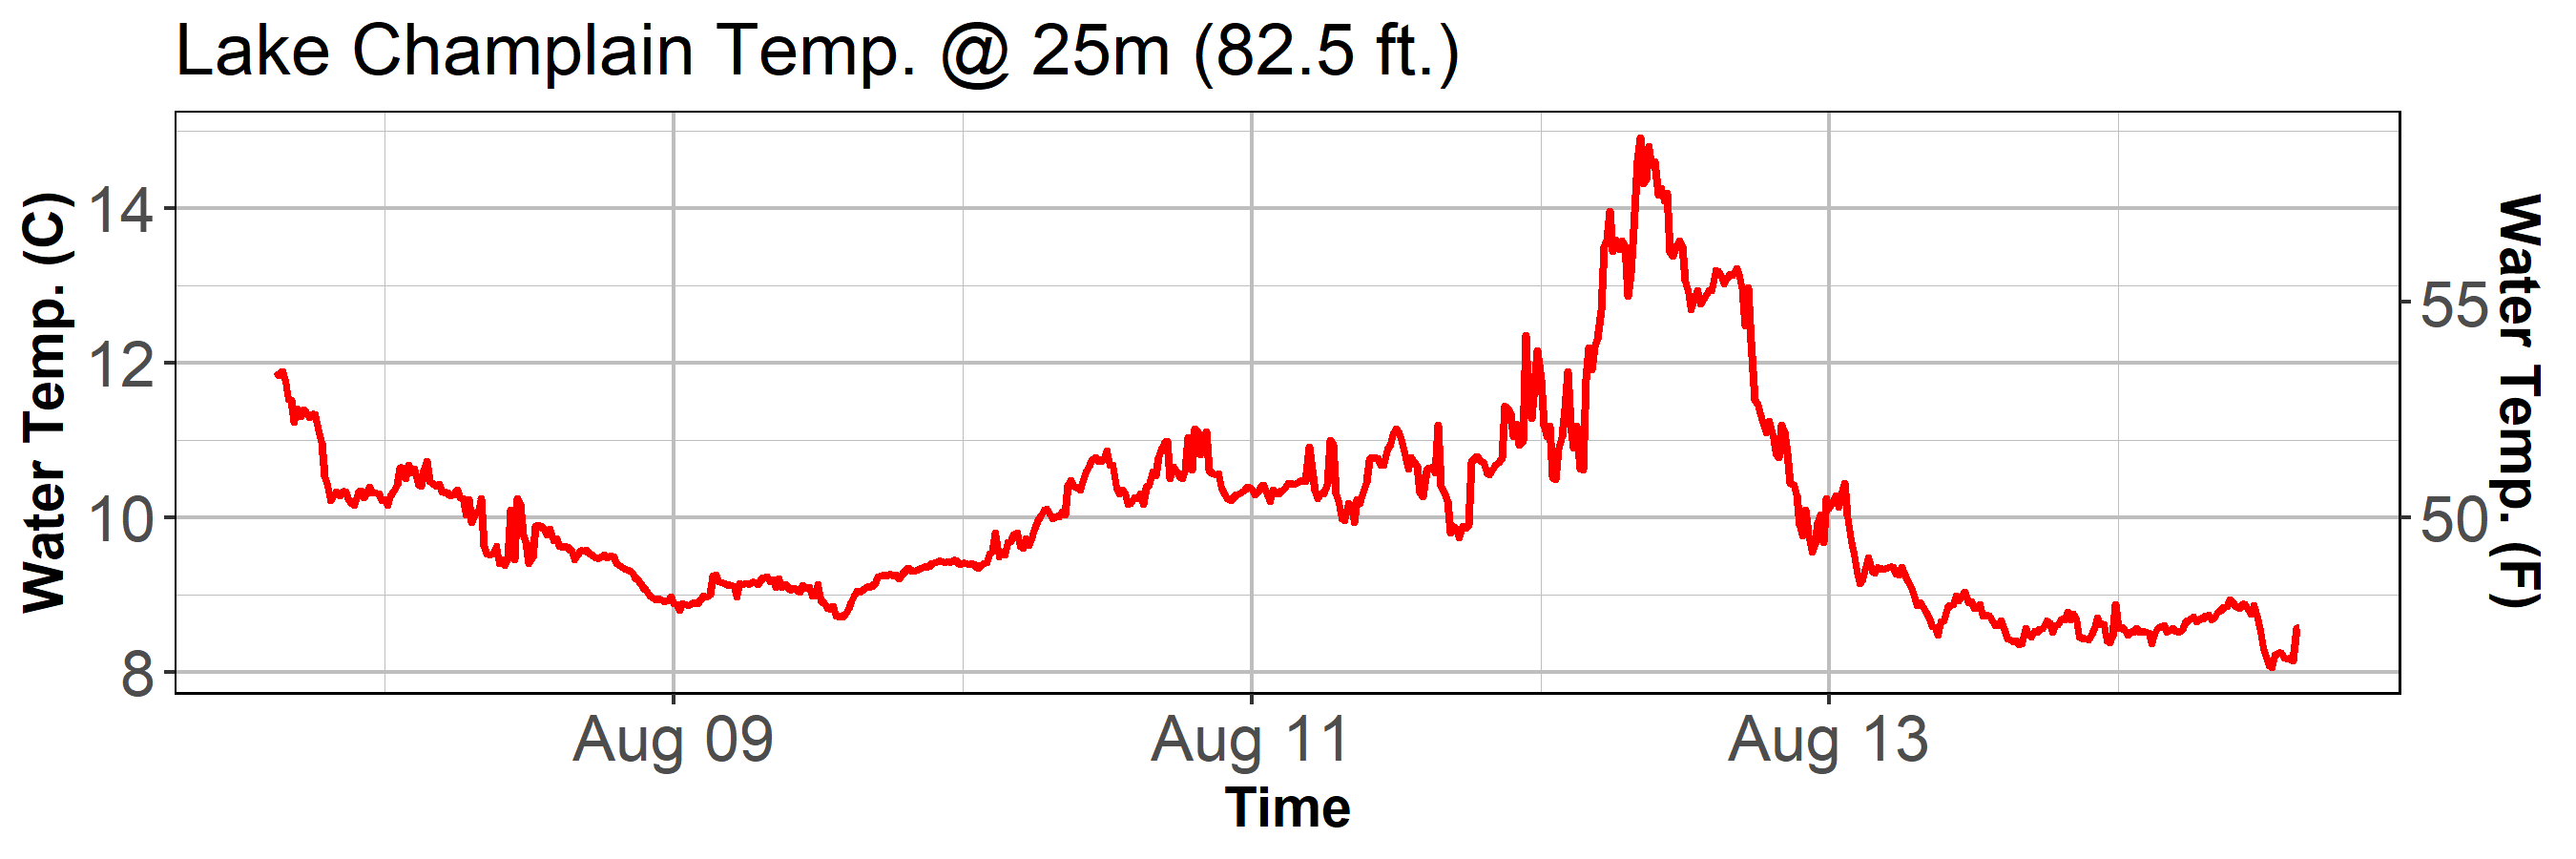 Lake Champlain Temp. @ 25m (82.5 ft.)
Water Temp. (C)
14
12
10
8
55
50
Water Temp. (F)
Aug 09 Aug 11 Aug 13
Time